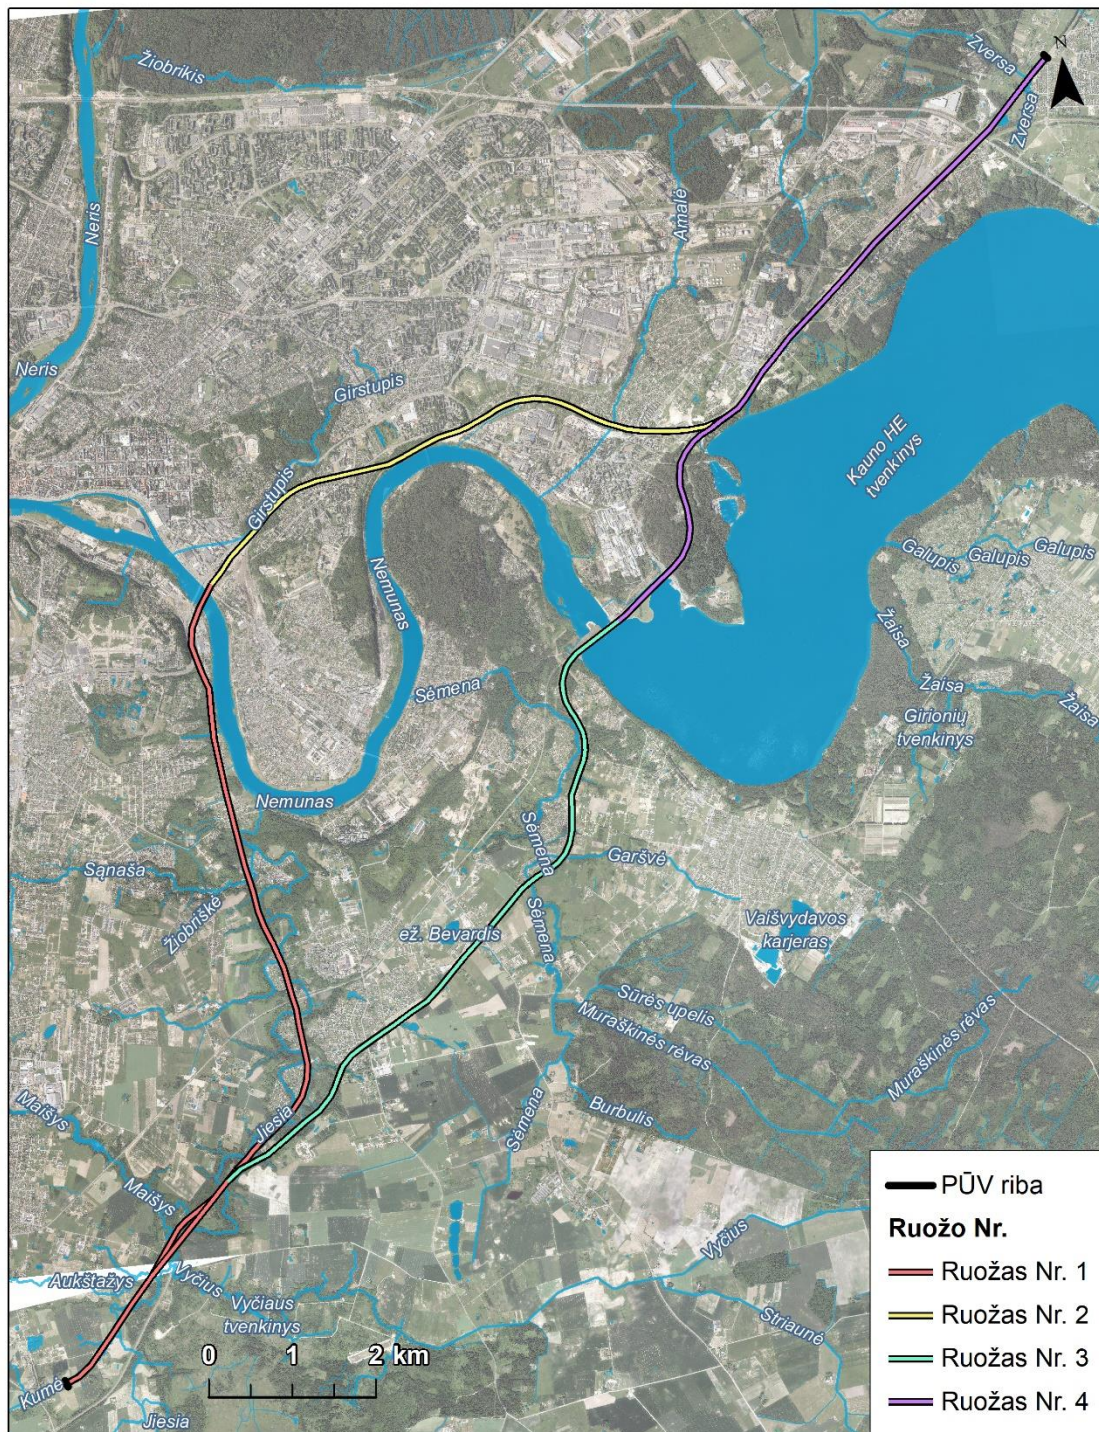 Žiobrikis
Zversa
N
Zversa
Neris
Amalė
Neris
Girstupis
Kauno HE
tvenkinys
Girstupis
Galupis
Galupis
Galupis
Nemunas
Žaisa
Sėmena
Žaisa
Žaisa
Girionių
tvenkinys
Nemunas
Sėmena
Garšvė
Sąnaša
Žiobriškė
Sėmena
Vaišvydavos
karjeras
ež. Bevardis
Sūrės upelis
Muraškinės rėvas
Muraškinės rėvas
Maišys
Jiesia
Sėmena
Burbulis
Maišys
Vyčius
Aukštažys
Vyčius
Vyčiaus
tvenkinys
Striaunė
Kumė
Jiesia
0 1 2 km
PŪV riba
Ruožo Nr.
Ruožas Nr. 1
Ruožas Nr. 2
Ruožas Nr. 3
Ruožas Nr. 4